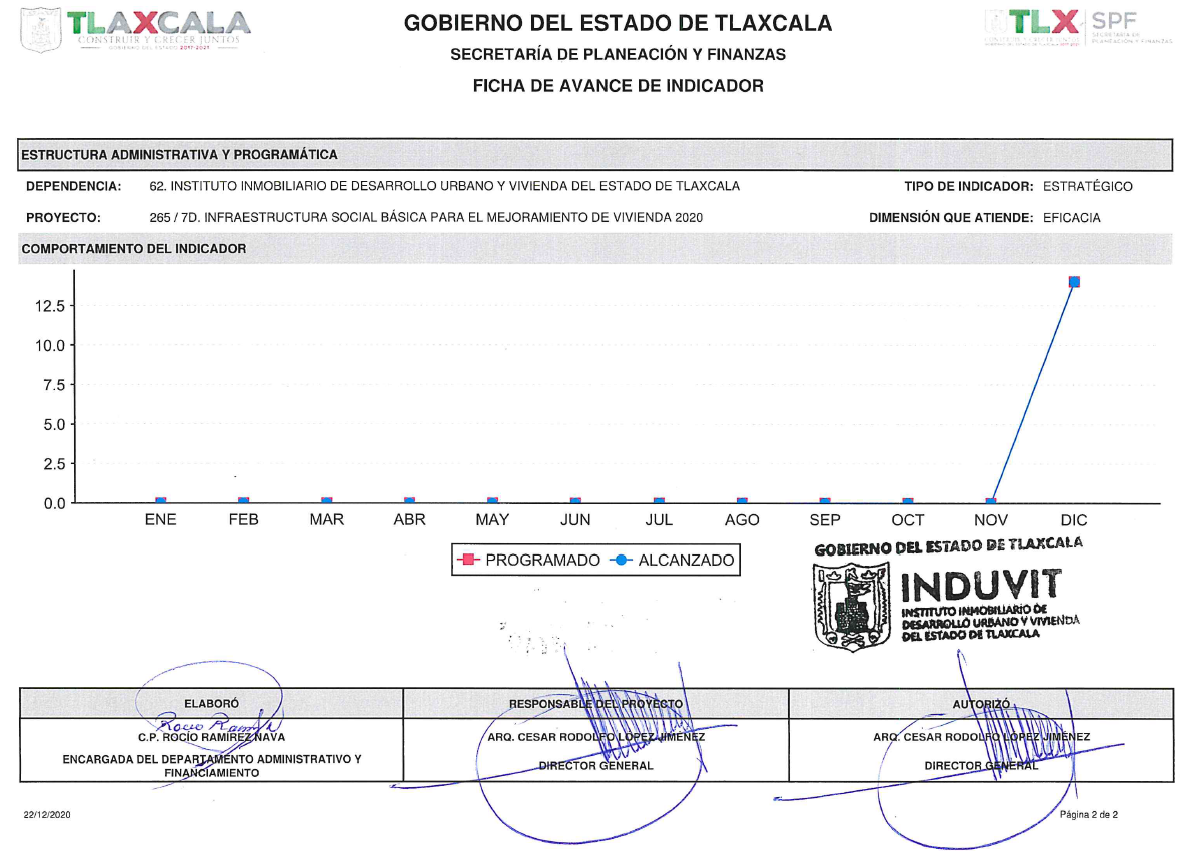 TLAXCALA
CONSTRUIR Y CRECER JUNTOS
GOBIERNO DEL ESTADO 2017-2021
GOBIERNO DEL ESTADO DE TLAXCALA
SECRETARÍA DE PLANEACIÓN Y FINANZAS
FICHA DE AVANCE DE INDICADOR
TLX SPF
SECRETARÍA DE
PLANEACIÓN Y FINANZAS
ESTRUCTURA ADMINISTRATIVA Y PROGRAMÁTICA
DEPENDENCIA: 62. INSTITUTO INMOBILIARIO DE DESARROLLO URBANO Y VIVIENDA DEL ESTADO DE TLAXCALA TIPO DE INDICADOR: ESTRATÉGICO
PROYECTO: 265 / 7D. INFRAESTRUCTURA SOCIAL BÁSICA PARA EL MEJORAMIENTO DE VIVIENDA 2020 DIMENSIÓN QUE ATIENDE: EFICACIA
COMPORTAMIENTO DEL INDICADOR
12.5
10.0
7.5
5.0
2.5
0.0
ENE FEB MAR ABR MAY JUN JUL AGO SEP OCT NOV DIC
PROGRAMADO ALCANZADO
GOBIERNO DEL ESTADO DE TLAXCALA
INDUVIT
INSTITUTO INMOBILIARIO DE
DESARROLLO URBANO Y VIVIENDA
DEL ESTADO DE TLAXCALA
ELABORÓ RESPONSABLE DEL PROYECTO AUTORIZÓ
Rocio Ramírez
C.P. ROCÍO RAMÍREZ NAVA ARQ. CESAR RODOLFO LÓPEZ JIMÉNEZ ARQ. CESAR RODOLFO LÓPEZ JIMÉNEZ
ENCARGADA DEL DEPARTAMENTO ADMINISTRATIVO Y
FINANCIAMIENTO
DIRECTOR GENERAL DIRECTOR GENERAL
22/12/2020 Página 2 de 2